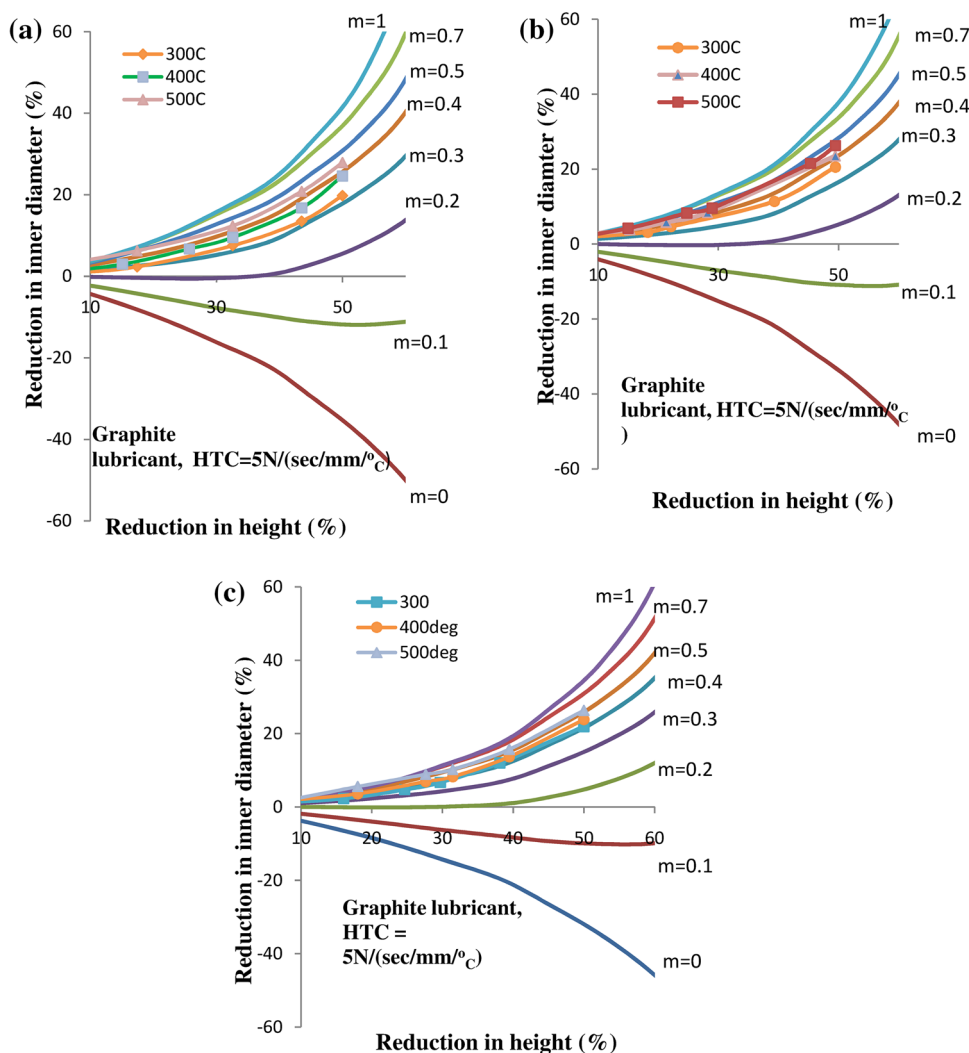 (a)
60
40
20
0
-20
-40
-60
10
30
50
300C
400C
500C
m=1
m=0.7
m=0.5
m=0.4
m=0.3
m=0.2
m=0.1
m=0
Reduction in inner diameter (%)
Graphite
lubricant, HTC=5N/(sec/mm/ºC)
Reduction in height (%)
(b)
60
40
20
0
-20
-40
-60
10
30
50
300C
400C
500C
m=1
m=0.7
m=0.5
m=0.4
m=0.3
m=0.2
m=0.1
m=0
Reduction in inner diamter (%)
Graphite
lubricant, HTC=5N/(sec/mm/ºC
)
Reduction in height (%)
(c)
60
40
20
0
-20
-40
-60
10
20
30
40
50
60
300
400deg
500deg
m=1
m=0.7
m=0.5
m=0.4
m=0.3
m=0.2
m=0.1
m=0
Reduction in inner diameter (%)
Graphite lubricant,
HTC =
5N/(sec/mm/ºC)
Reduction in height (%)